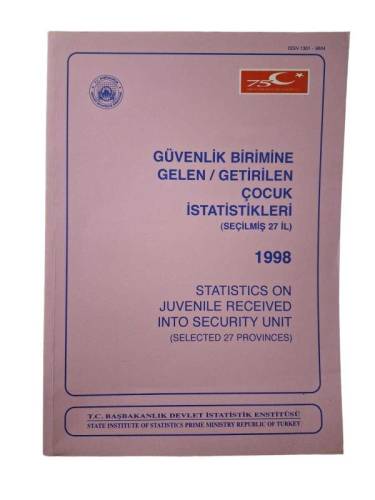 75
GÜVENLİK BİRİMİNE
GELEN / GETİRİLEN
ÇOCUK
İSTATİSTİKLERİ
(SEÇİLMİŞ 27 İL)
1998
STATISTICS ON
JUVENILE RECEIVED
INTO SECURITY UNIT
(SELECTED 27 PROVINCES)
T.C. BAŞBAKANLIK DEVLET İSTATİSTİK ENSTİTÜSÜ
STATE INSTITUTE OF STATISTICS PRIME MINISTRY REPUBLIC OF TURKEY